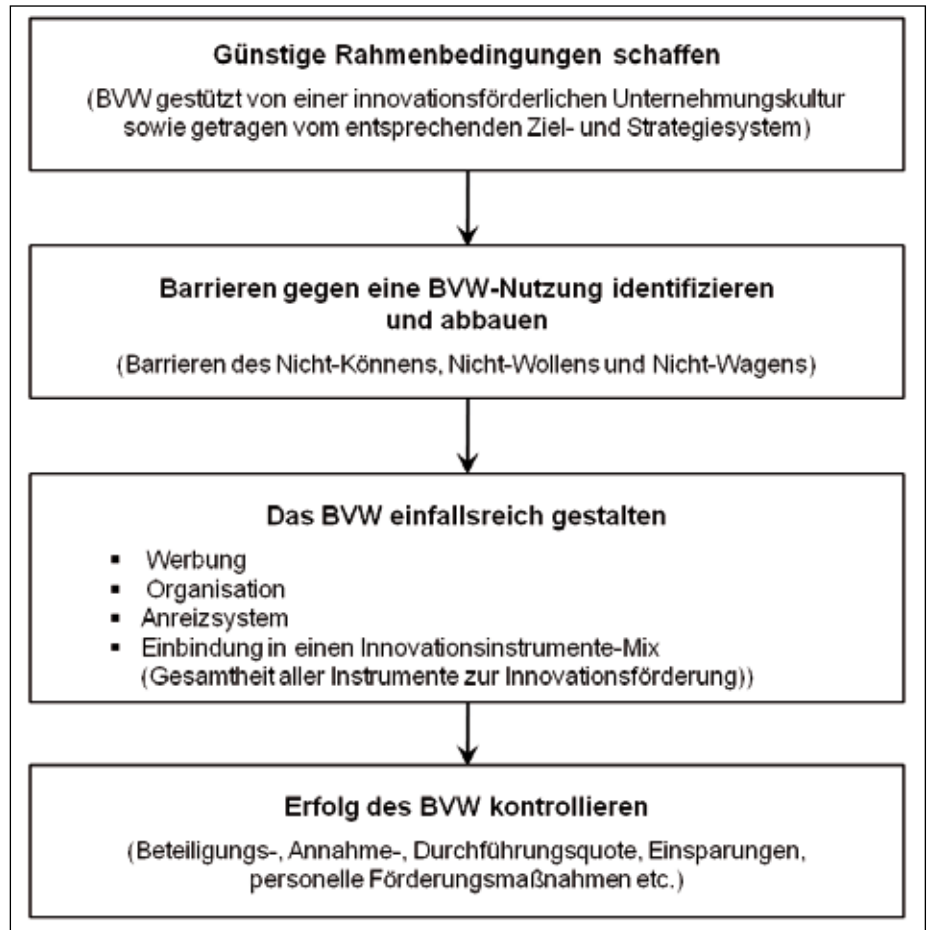 Günstige Rahmenbedingungen schaffen
(BVW gestützt von einer innovationsförderlichen Unternehmungskultur
sowie getragen vom entsprechenden Ziel- und Strategiesystem)
Barrieren gegen eine BVW-Nutzung identifizieren
und abbauen
(Barrieren des Nicht-Könnens, Nicht-Wollens und Nicht-Wagens)
Das BVW einfallsreich gestalten
▪ Werbung
▪ Organisation
▪ Anreizsystem
▪ Einbindung in einen Innovationsinstrumente-Mix
(Gesamtheit aller Instrumente zur Innovationsförderung))
Erfolg des BVW kontrollieren
(Beteiligungs-, Annahme-, Durchführungsquote, Einsparungen,
personelle Förderungsmaßnahmen etc.)